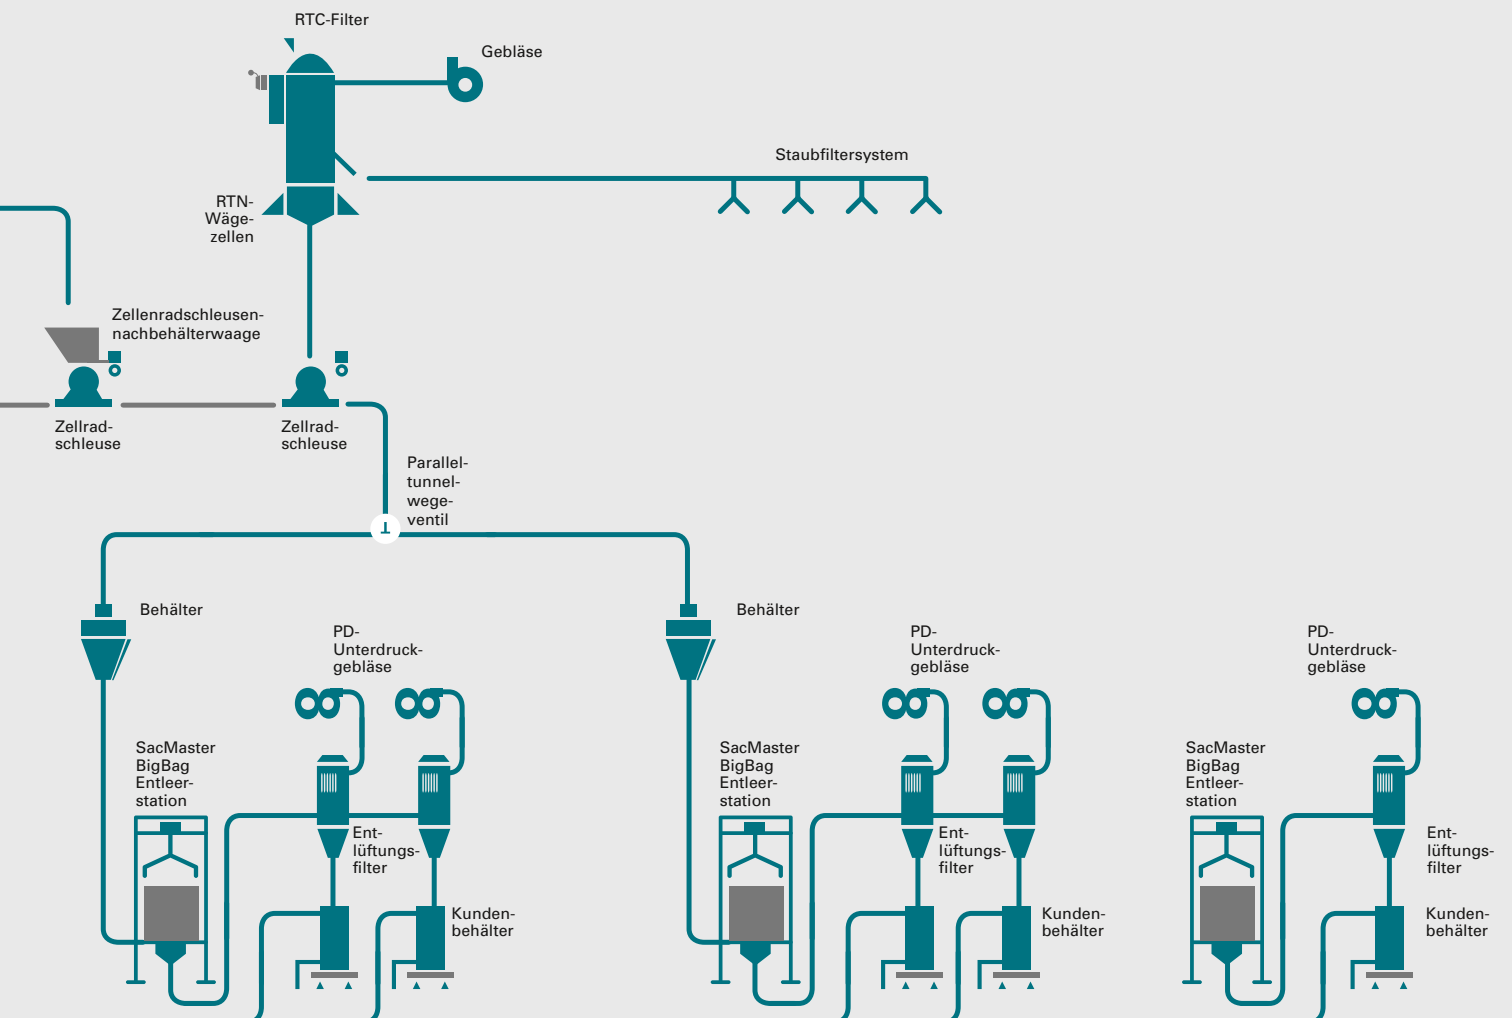 RTC-Filter
Gebläse
Staubfiltersystem
RTN-
Wäge-
zellen
Zellenradschleusen-
nachbehälterwaage
Zellrad-
schleuse
Zellrad-
schleuse
Parallel-
tunnel-
wege-
ventil
Behälter
Behälter
PD-
Unterdruck-
gebläse
PD-
Unterdruck-
gebläse
PD-
Unterdruck-
gebläse
SacMaster
BigBag
Entleer-
station
SacMaster
BigBag
Entleer-
station
SacMaster
BigBag
Entleer-
station
Ent-
lüftungs-
filter
Ent-
lüftungs-
filter
Ent-
lüftungs-
filter
Kunden-
behälter
Kunden-
behälter
Kunden-
behälter